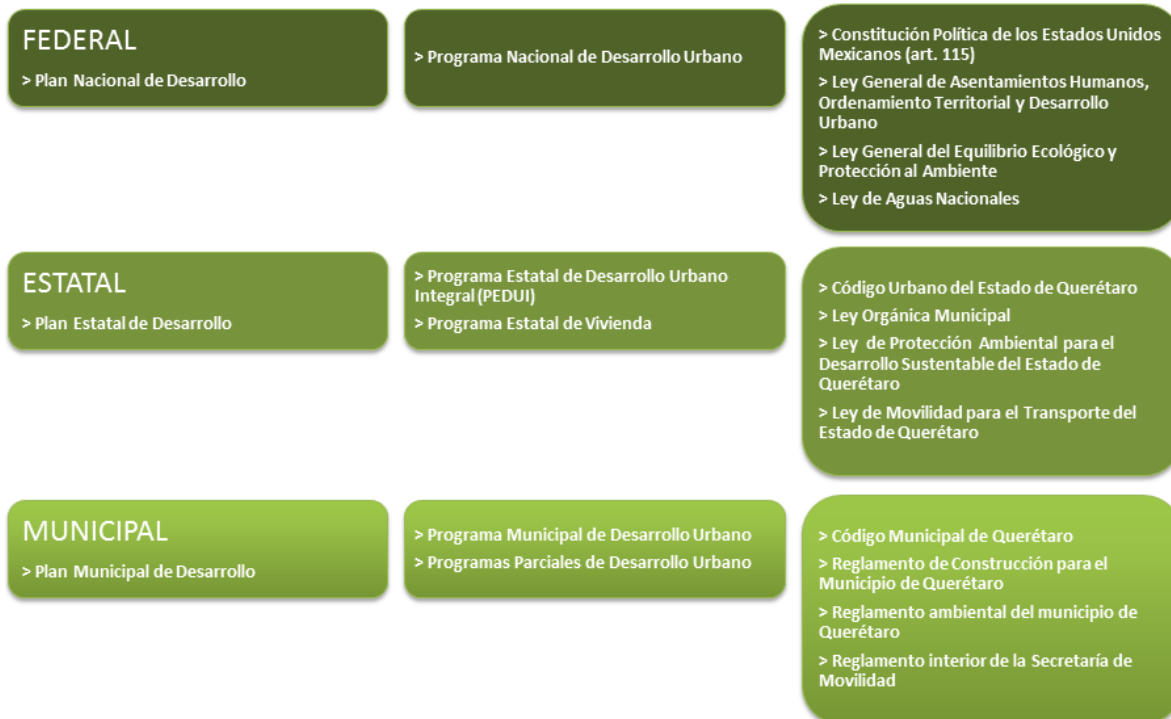 FEDERAL
> Plan Nacional de Desarrollo
> Programa Nacional de Desarrollo Urbano
> Constitución Política de los Estados Unidos
Mexicanos (art. 115)
> Ley General de Asentamientos Humanos,
Ordenamiento Territorial y Desarrollo
Urbano
> Ley General del Equilibrio Ecológico y
Protección al Ambiente
> Ley de Aguas Nacionales
ESTATAL
> Plan Estatal de Desarrollo
> Programa Estatal de Desarrollo Urbano
Integral (PEDUI)
> Programa Estatal de Vivienda
> Código Urbano del Estado de Querétaro
> Ley Orgánica Municipal
> Ley de Protección Ambiental para el
Desarrollo Sustentable del Estado de
Querétaro
> Ley de Movilidad para el Transporte del
Estado de Querétaro
MUNICIPAL
> Plan Municipal de Desarrollo
> Programa Municipal de Desarrollo Urbano
> Programas Parciales de Desarrollo Urbano
> Código Municipal de Querétaro
> Reglamento de Construcción para el
Municipio de Querétaro
> Reglamento ambiental del municipio de
Querétaro
> Reglamento interior de la Secretaría de
Movilidad